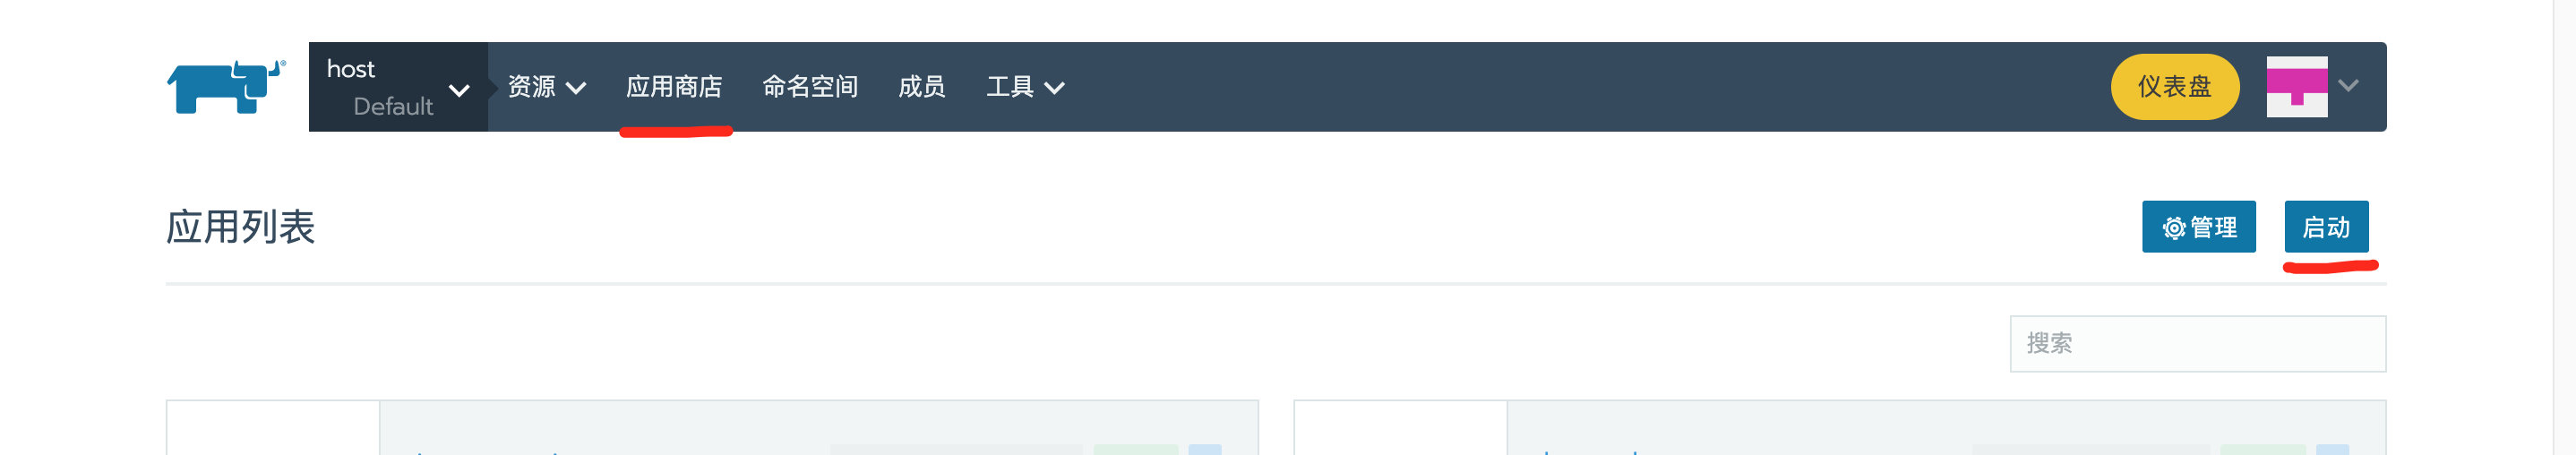 host
Default
资源
应用商店
命名空间
成员
工具
仪表盘
应用列表
管理
启动
搜索